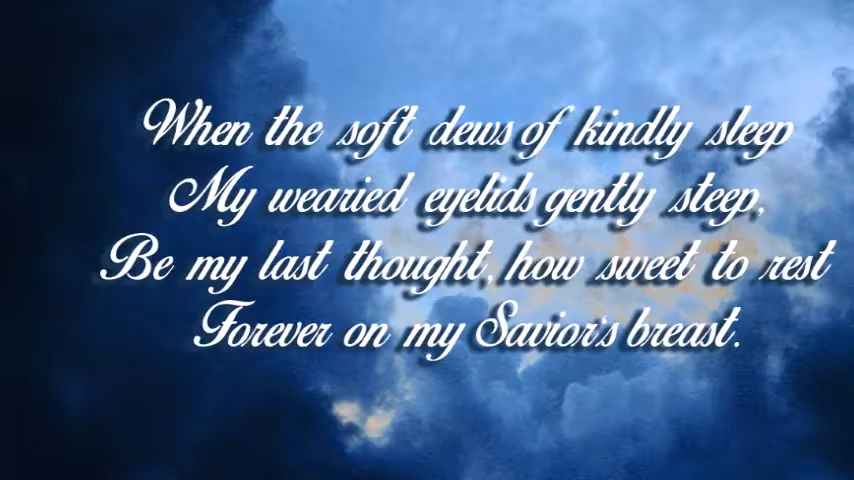 When the soft dews of kindly sleep
My wearied eyelids gently steep,
Be my last thought, how sweet to rest
Forever on my Savior's breast.